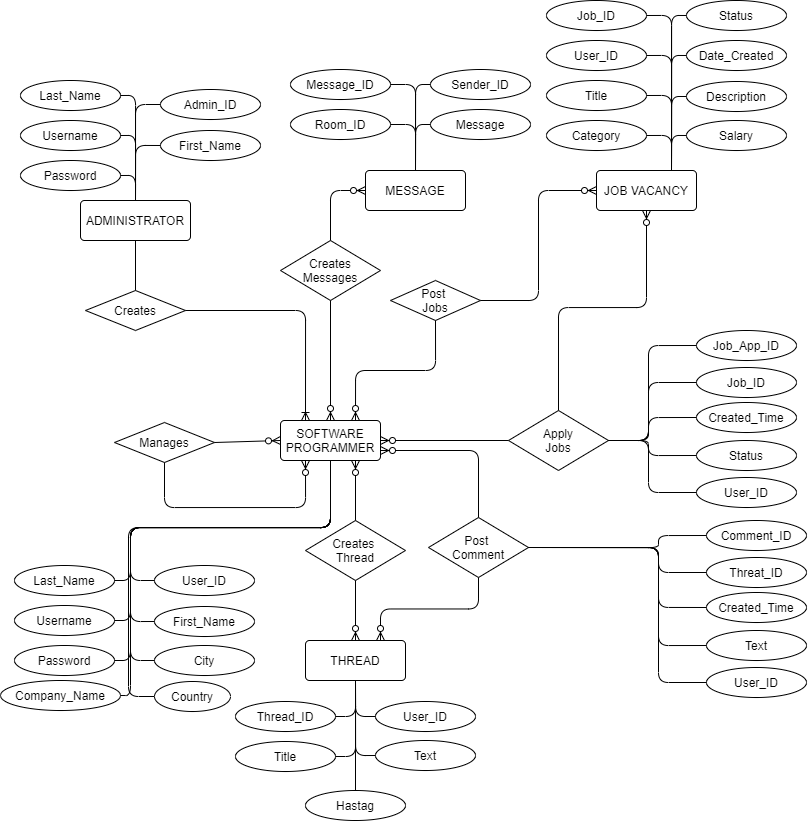 Job_ID
Status
User_ID
Date_Created
Title
Description
Category
Salary
Message_ID
Sender_ID
Room_ID
Message
Last_Name
Admin_ID
Username
First_Name
Password
ADMINISTRATOR
MESSAGE
JOB VACANCY
Creates
Messages
Creates
Post
Jobs
Manages
SOFTWARE
PROGRAMMER
Apply
Jobs
Job_App_ID
Job_ID
Created_Time
Status
User_ID
Creates
Thread
Post
Comment
Comment_ID
Threat_ID
Created_Time
Text
User_ID
Last_Name
User_ID
Username
First_Name
Password
City
Company_Name
Country
THREAD
Thread_ID
User_ID
Title
Text
Hastag